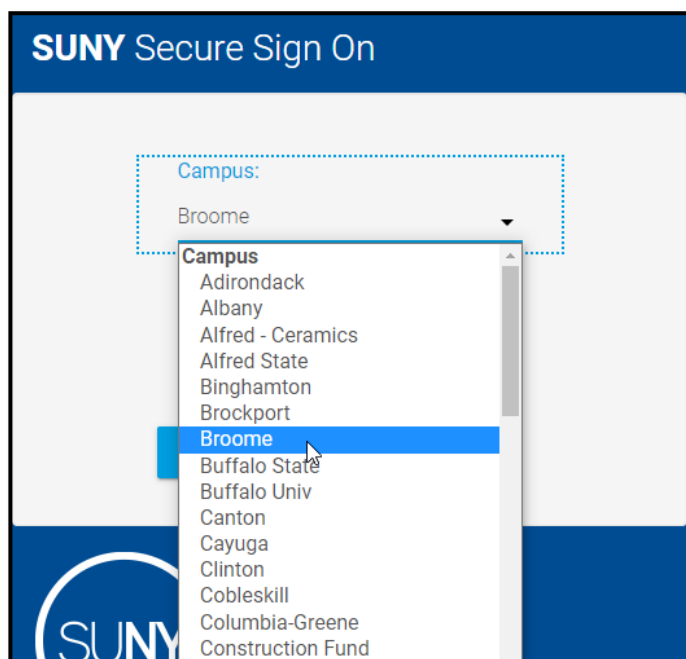 SUNY Secure Sign On
Campus:
Broome
Campus
Adirondack
Albany
Alfred - Ceramics
Alfred State
Binghamton
Brockport
Broome
Buffalo State
Buffalo Univ
Canton
Cayuga
Clinton
Cobleskill
Columbia-Greene
Construction Fund
SUNY